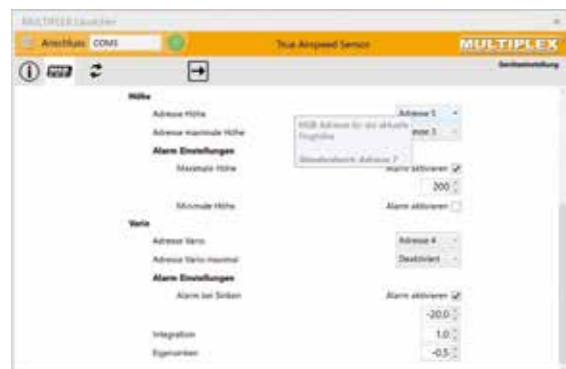 MULTIPLEX Launcher
Anschluss COM5 True Airspeed Sensor MULTIPLEX
Geräteeinstellung
Höhe
Adresse Höhe Adresse 5
Adresse maximale Höhe Adresse 3
MSB Adresse für die aktuelle
Flughöhe
Standardwert: Adresse 7
Alarm Einstellungen
Maximale Höhe Alarm aktivieren
200
Minimale Höhe Alarm aktivieren
Vario
Adresse Vario Adresse 4
Adresse Vario maximal Deaktiviert
Alarm Einstellungen
Alarm bei Sinken Alarm aktivieren
-20,0
Integration 1,0
Eigensinken -0,5